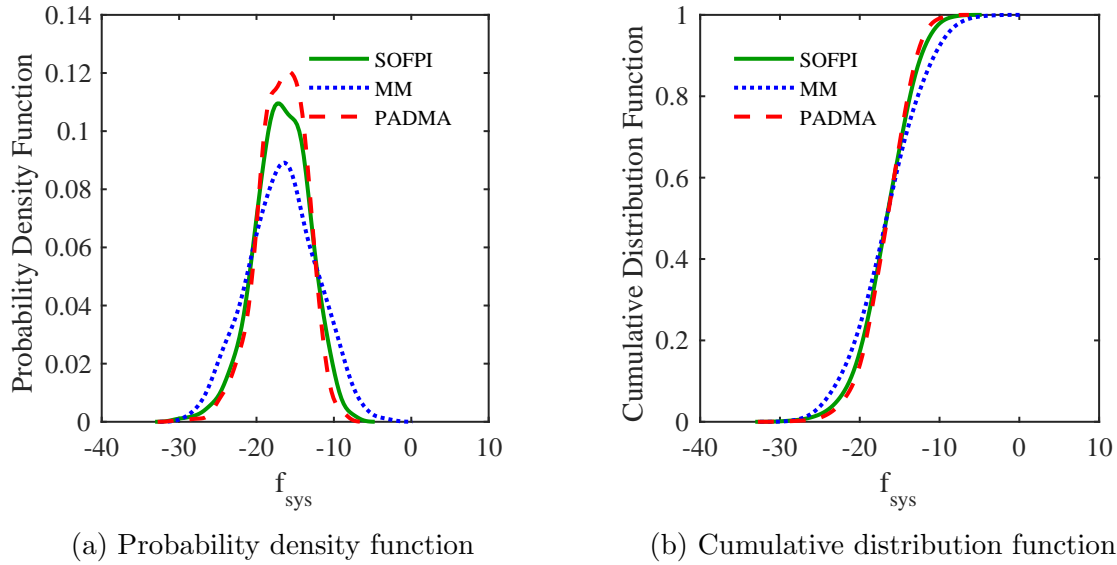 Probability Density Function
0.14
0.12
0.1
0.08
0.06
0.04
0.02
0
SOFPI
MM
PADMA
-40 -30 -20 -10 0 10
f_sys
(a) Probability density function
Cumulative Distribution Function
1
0.8
0.6
0.4
0.2
0
SOFPI
MM
PADMA
-40 -30 -20 -10 0 10
f_sys
(b) Cumulative distribution function